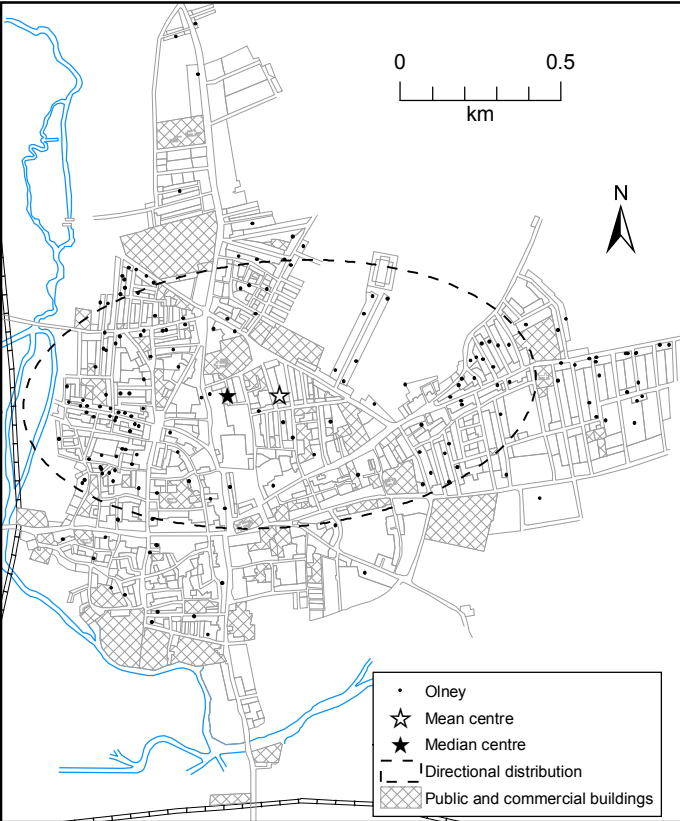 0 0.5
km
N
Olney
Mean centre
Median centre
Directional distribution
Public and commercial buildings